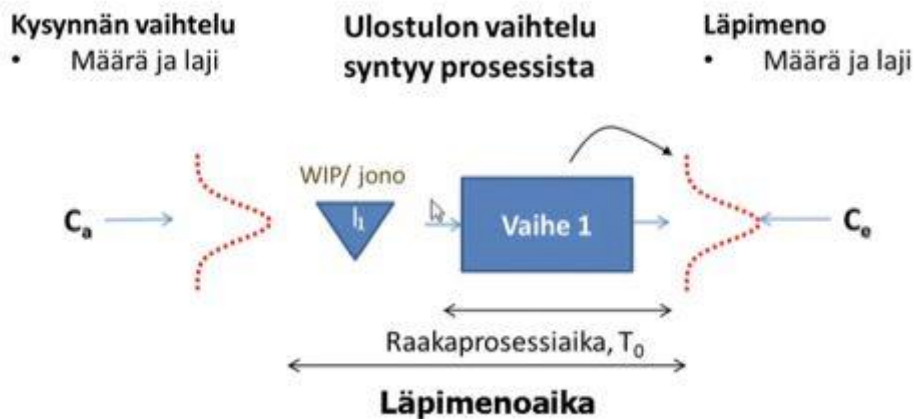 Kysynnän vaihtelu
• Määrä ja laji
Ulostulon vaihtelu
syntyy prosessista
Läpimeno
• Määrä ja laji
WIP/ jono
Cₐ
I₁
Vaihe 1
Cₑ
Raakaprosessiaika, T₀
Läpimenoaika